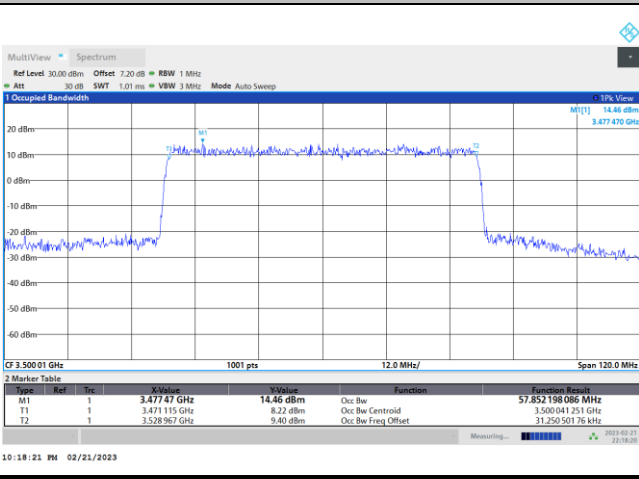 MultiView Spectrum
Ref Level 30.00 dBm Offset 7.20 dB RBW 1 MHz
Att 30 dB SWT 1.01 ms VBW 3 MHz Mode Auto Sweep
1 Occupied Bandwidth 1Pk View
M1[1] 14.46 dBm
3.477 470 GHz
20 dBm
M1
T1
T2
10 dBm
0 dBm
-10 dBm
-20 dBm
-30 dBm
-40 dBm
-50 dBm
-60 dBm
CF 3.500 01 GHz 1001 pts 12.0 MHz/ Span 120.0 MHz
2 Marker Table
Type Ref Trc X-Value Y-Value Function Function Result
M1 1 3.477 47 GHz 14.46 dBm Occ Bw 57.852 198 086 MHz
T1 1 3.471 115 GHz 8.22 dBm Occ Bw Centroid 3.500 041 251 GHz
T2 1 3.528 967 GHz 9.40 dBm Occ Bw Freq Offset 31.250 501 76 kHz
Measuring... 2023-02-21
22:18:20
10:18:21 PM 02/21/2023